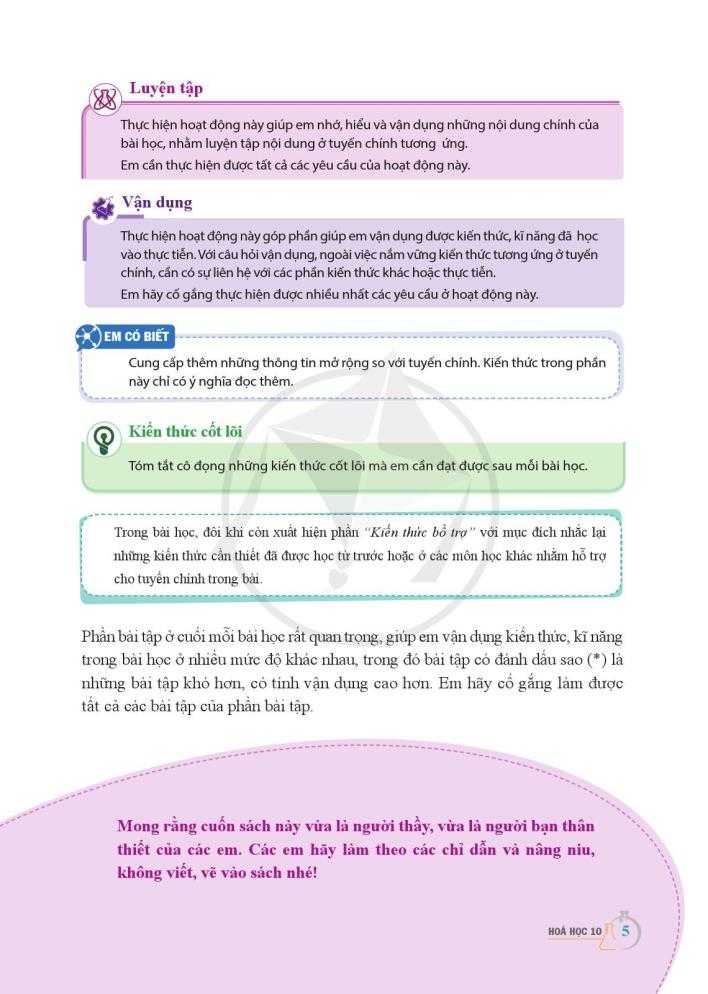 Luyện tập
Thực hiện hoạt động này giúp em nhớ, hiểu và vận dụng những nội dung chính của
bài học, nhằm luyện tập nội dung ở tuyến chính tương ứng.
Em cần thực hiện được tất cả các yêu cầu của hoạt động này.
Vận dụng
Thực hiện hoạt động này góp phần giúp em vận dụng được kiến thức, kĩ năng đã học
vào thực tiễn. Với câu hỏi vận dụng, ngoài việc nắm vững kiến thức tương ứng ở tuyến
chính, cần có sự liên hệ với các phần kiến thức khác hoặc thực tiễn.
Em hãy cố gắng thực hiện được nhiều nhất các yêu cầu ở hoạt động này.
EM CÓ BIẾT
Cung cấp thêm những thông tin mở rộng so với tuyến chính. Kiến thức trong phần
này chỉ có ý nghĩa đọc thêm.
Kiến thức cốt lõi
Tóm tắt cô đọng những kiến thức cốt lõi mà em cần đạt được sau mỗi bài học.
Trong bài học, đôi khi còn xuất hiện phần "Kiến thức bổ trợ" với mục đích nhắc lại
những kiến thức cần thiết đã được học từ trước hoặc ở các môn học khác nhằm hỗ trợ
cho tuyến chính trong bài.
Phần bài tập ở cuối mỗi bài học rất quan trọng, giúp em vận dụng kiến thức, kĩ năng
trong bài học ở nhiều mức độ khác nhau, trong đó bài tập có đánh dấu sao (*) là
những bài tập khó hơn, có tính vận dụng cao hơn. Em hãy cố gắng làm được
tất cả các bài tập của phần bài tập.
Mong rằng cuốn sách này vừa là người thầy, vừa là người bạn thân
thiết của các em. Các em hãy làm theo các chỉ dẫn và nâng niu,
không viết, vẽ vào sách nhé!
HOÁ HỌC 10 5